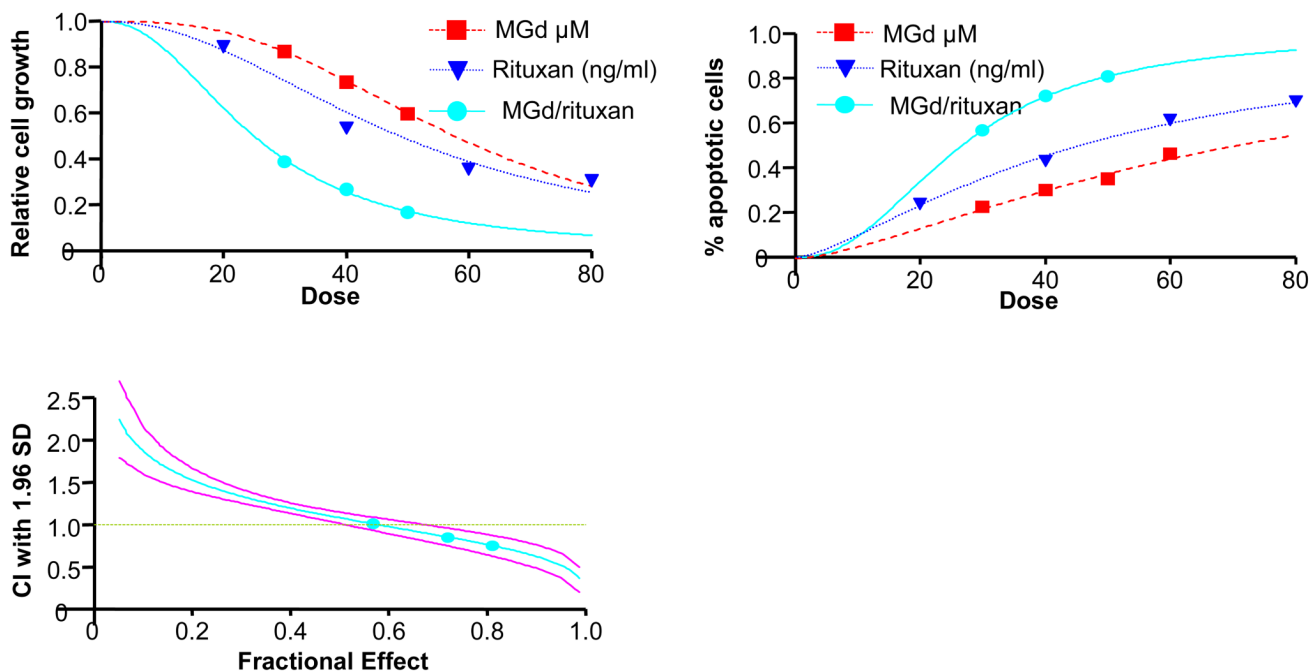 Relative cell growth
1.0
0.8
0.6
0.4
0.2
0
0
20
40
60
80
Dose
MGd µM
Rituxan (ng/ml)
MGd/rituxan
% apoptotic cells
1.0
0.8
0.6
0.4
0.2
0
0
20
40
60
80
Dose
MGd µM
Rituxan (ng/ml)
MGd/rituxan
CI with 1.96 SD
2.5
2.0
1.5
1.0
0.5
0
0
0.2
0.4
0.6
0.8
1.0
Fractional Effect